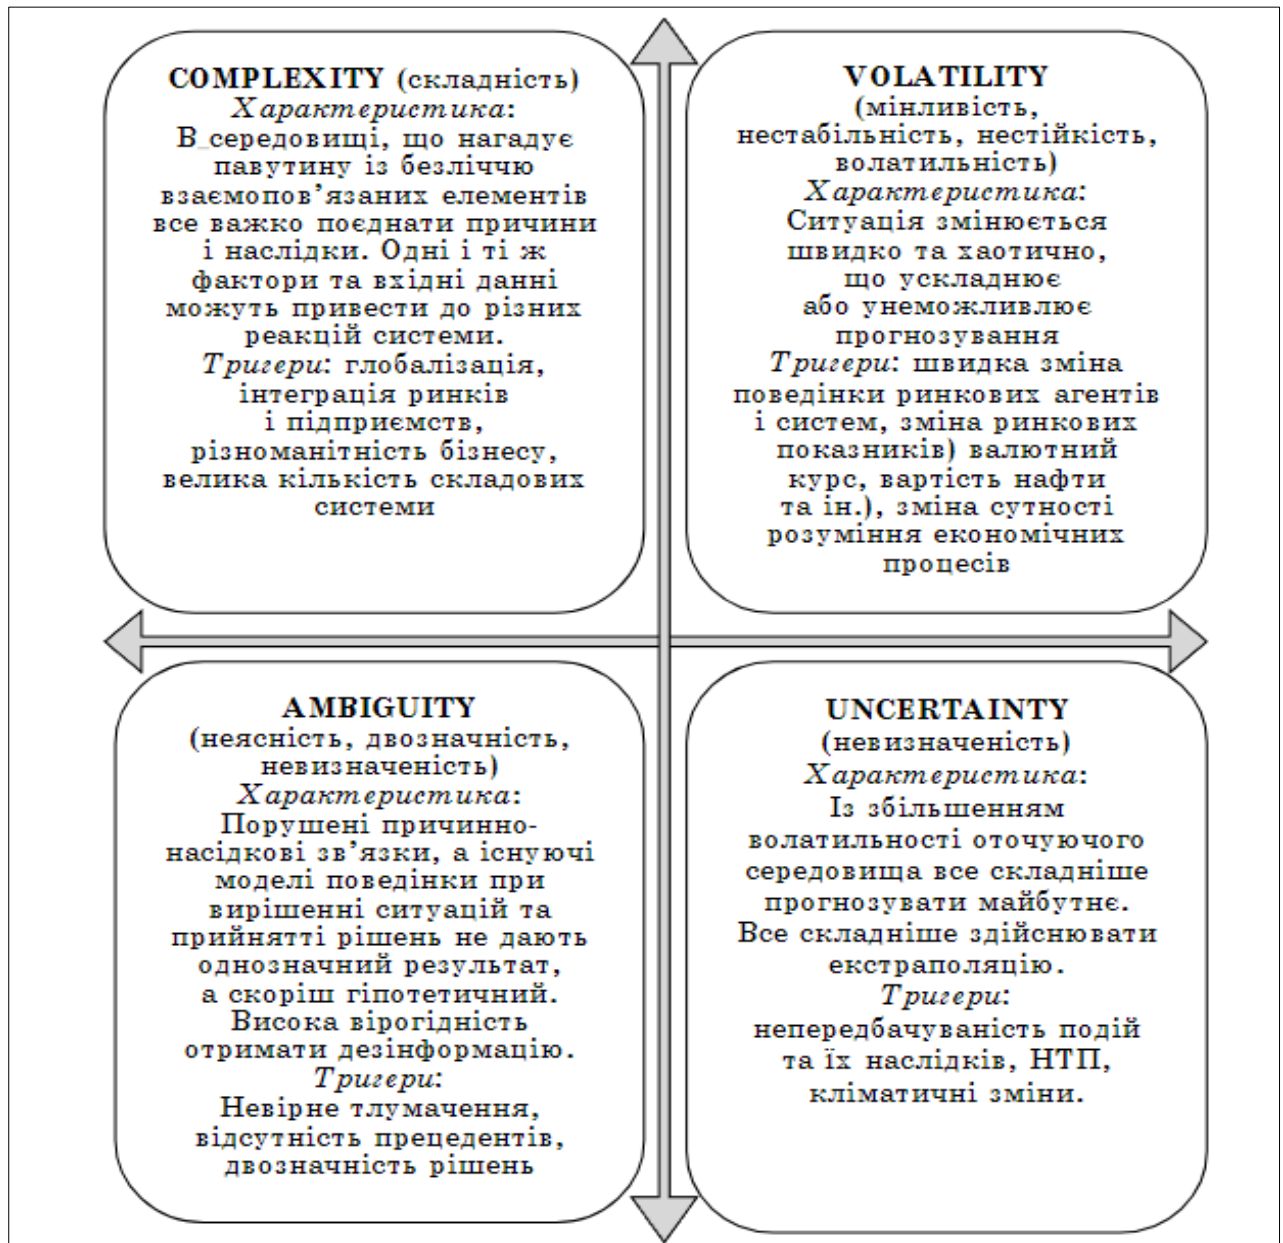 COMPLEXITY (складність)
Характеристика:
В_середовищі, що нагадує
павутину із безліччю
взаємопов’язаних елементів
все важко поєднати причини
і наслідки. Одні і ті ж
фактори та вхідні данні
можуть привести до різних
реакцій системи.
Тригери: глобалізація,
інтеграція ринків
і підприємств,
різноманітність бізнесу,
велика кількість складових
системи
VOLATILITY
(мінливість,
нестабільність, нестійкість,
волатильність)
Характеристика:
Ситуація змінюється
швидко та хаотично,
що ускладнює
або унеможливлює
прогнозування
Тригери: швидка зміна
поведінки ринкових агентів
і систем, зміна ринкових
показників) валютний
курс, вартість нафти
та ін.), зміна сутності
розуміння економічних
процесів
AMBIGUITY
(неясність, двозначність,
невизначеність)
Характеристика:
Порушені причинно-
насідкові зв’язки, а існуючі
моделі поведінки при
вирішенні ситуацій та
прийнятті рішень не дають
однозначний результат,
а скоріш гіпотетичний.
Висока вірогідність
отримати дезінформацію.
Тригери:
Невірне тлумачення,
відсутність прецедентів,
двозначність рішень
UNCERTAINTY
(невизначеність)
Характеристика:
Із збільшенням
волатильності оточуючого
середовища все складніше
прогнозувати майбутнє.
Все складніше здійснювати
екстраполяцію.
Тригери:
непередбачуваність подій
та їх наслідків, НТП,
кліматичні зміни.